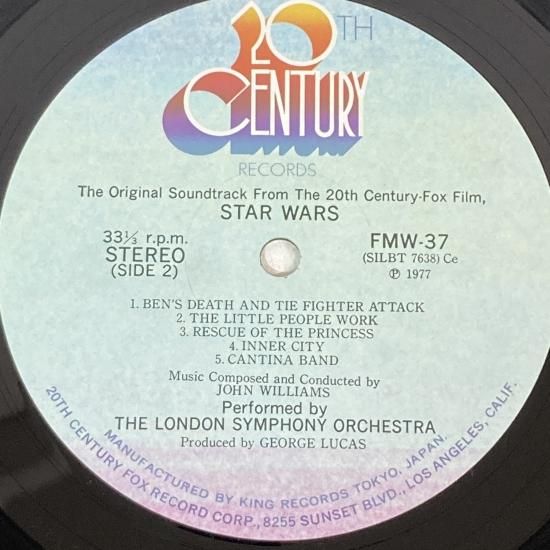 20TH
CENTURY
RECORDS
The Original Soundtrack From The 20th Century-Fox Film,
STAR WARS
33⅓ r.p.m.
STEREO
(SIDE 2)
FMW-37
(SILBT 7638) Ce
℗ 1977
1. BEN'S DEATH AND TIE FIGHTER ATTACK
2. THE LITTLE PEOPLE WORK
3. RESCUE OF THE PRINCESS
4. INNER CITY
5. CANTINA BAND
Music Composed and Conducted by
JOHN WILLIAMS
Performed by
THE LONDON SYMPHONY ORCHESTRA
Produced by GEORGE LUCAS
MANUFACTURED BY KING RECORDS TOKYO, JAPAN.
20TH CENTURY FOX RECORD CORP., 8255 SUNSET BLVD., LOS ANGELES, CALIF.